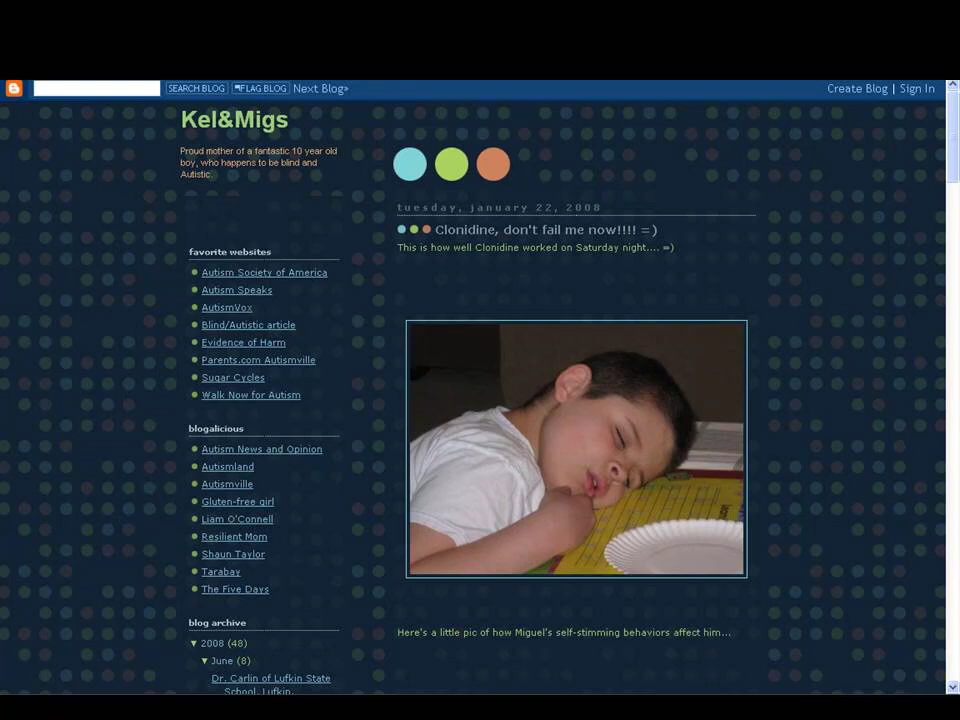 SEARCH BLOG FLAG BLOG Next Blog»
Create Blog | Sign In
Kel&Migs
Proud mother of a fantastic 10 year old
boy, who happens to be blind and
Autistic.
favorite websites
Autism Society of America
Autism Speaks
AutismVox
Blind/Autistic article
Evidence of Harm
Parents.com Autismville
Sugar Cycles
Walk Now for Autism
blogalicious
Autism News and Opinion
Autismland
Autismville
Gluten-free girl
Liam O'Connell
Resilient Mom
Shaun Taylor
Tarabay
The Five Days
blog archive
▼ 2008 (48)
▼ June (8)
Dr. Carlin of Lufkin State
School, Lufkin,
tuesday, january 22, 2008
Clonidine, don't fail me now!!!! =)
This is how well Clonidine worked on Saturday night.... =)
Here's a little pic of how Miguel's self-stimming behaviors affect him...